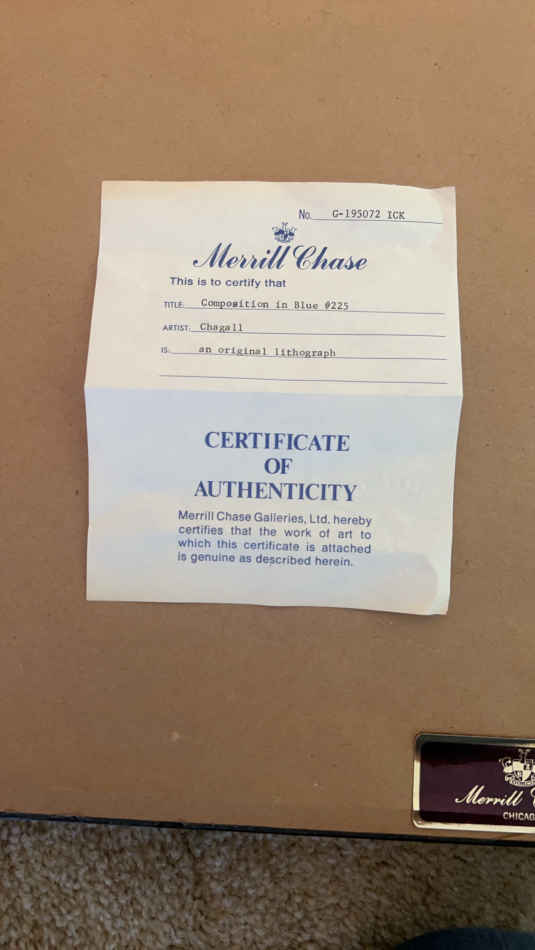 No. G-195072 ICK
Merrill Chase
This is to certify that
TITLE: Composition in Blue #225
ARTIST: Chagall
IS: an original lithograph
CERTIFICATE
OF
AUTHENTICITY
Merrill Chase Galleries, Ltd. hereby
certifies that the work of art to
which this certificate is attached
is genuine as described herein.
Merrill
CHICAG